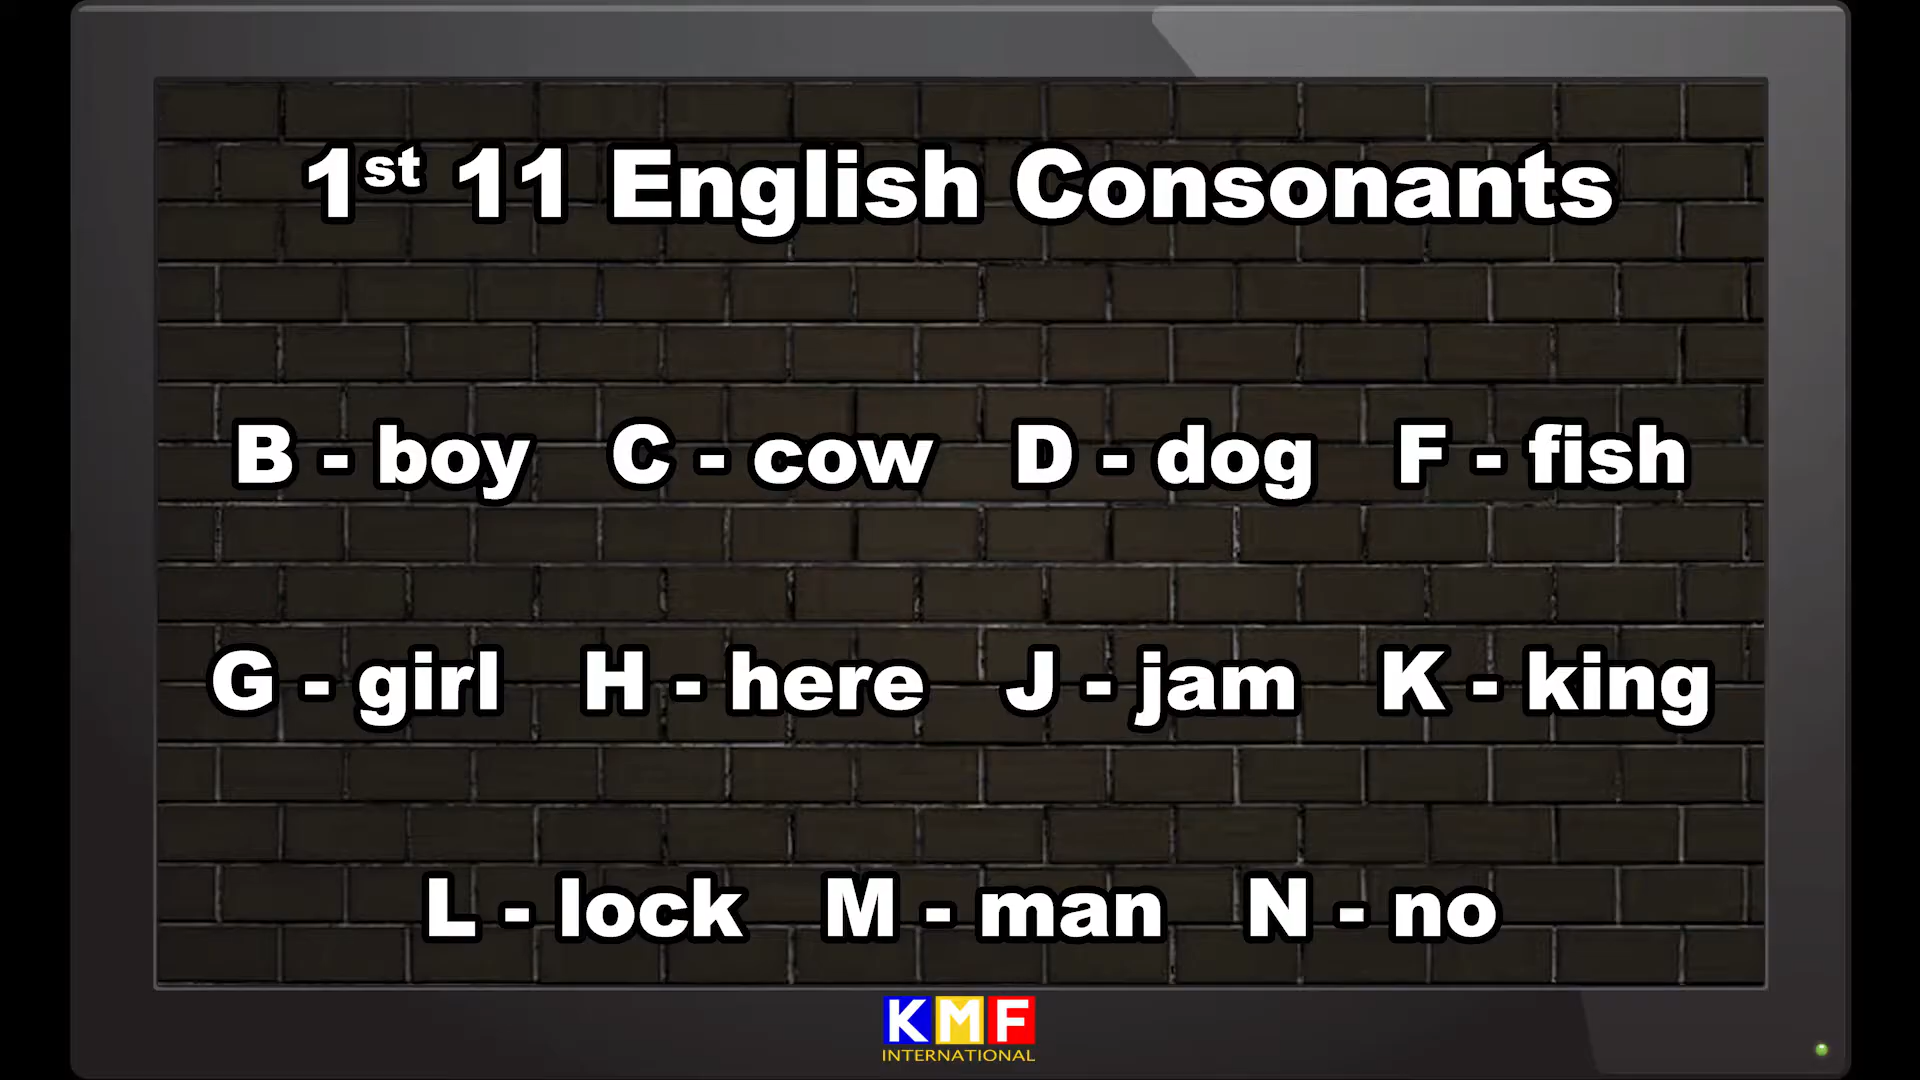 1st 11 English Consonants
B - boy C - cow D - dog F - fish
G - girl H - here J - jam K - king
L - lock M - man N - no
KMF
INTERNATIONAL